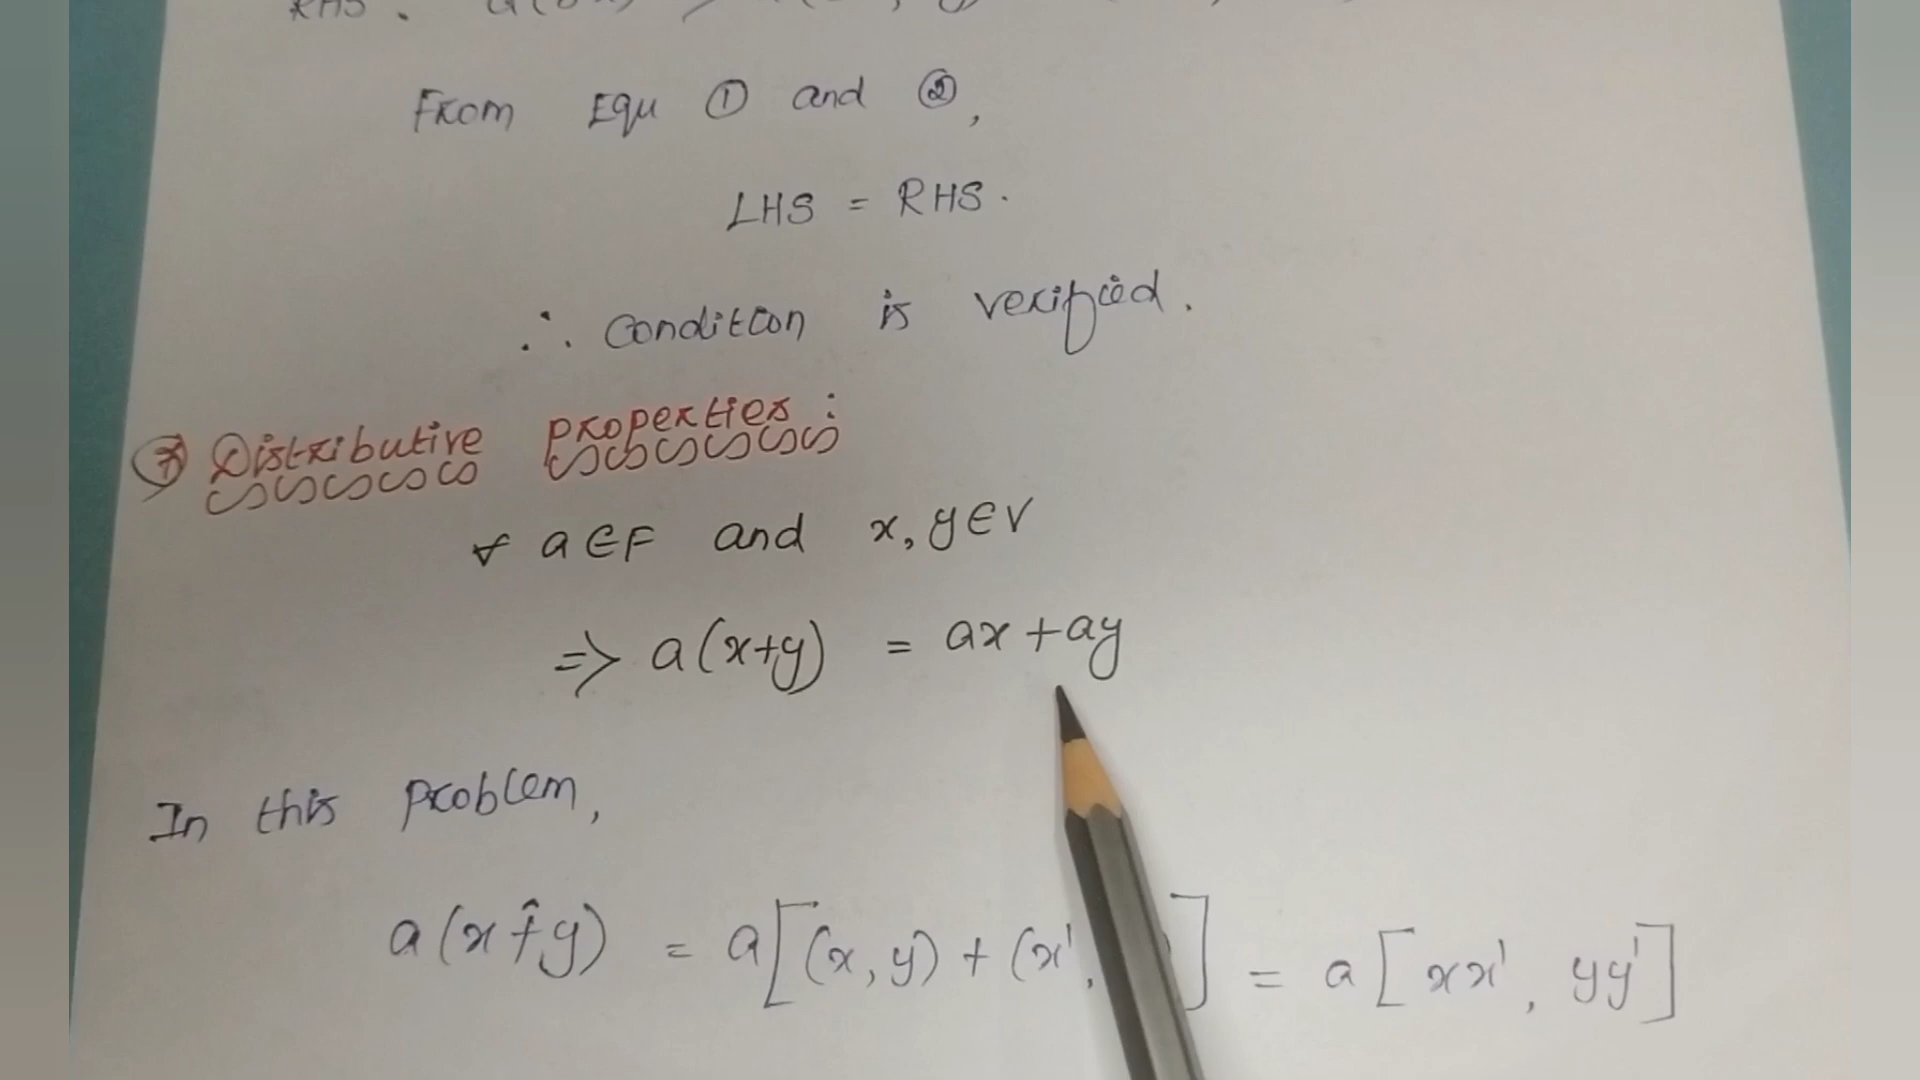 RHS.
From Equ ① and ②,
LHS = RHS.
∴ Condition is verified.
⑦ Distributive properties:
∀ a∈F and x, y∈V
=> a(x+y) = ax+ay
In this problem,
a(x+y) = a[(x,y) + (x', )] = a[xx', yy']